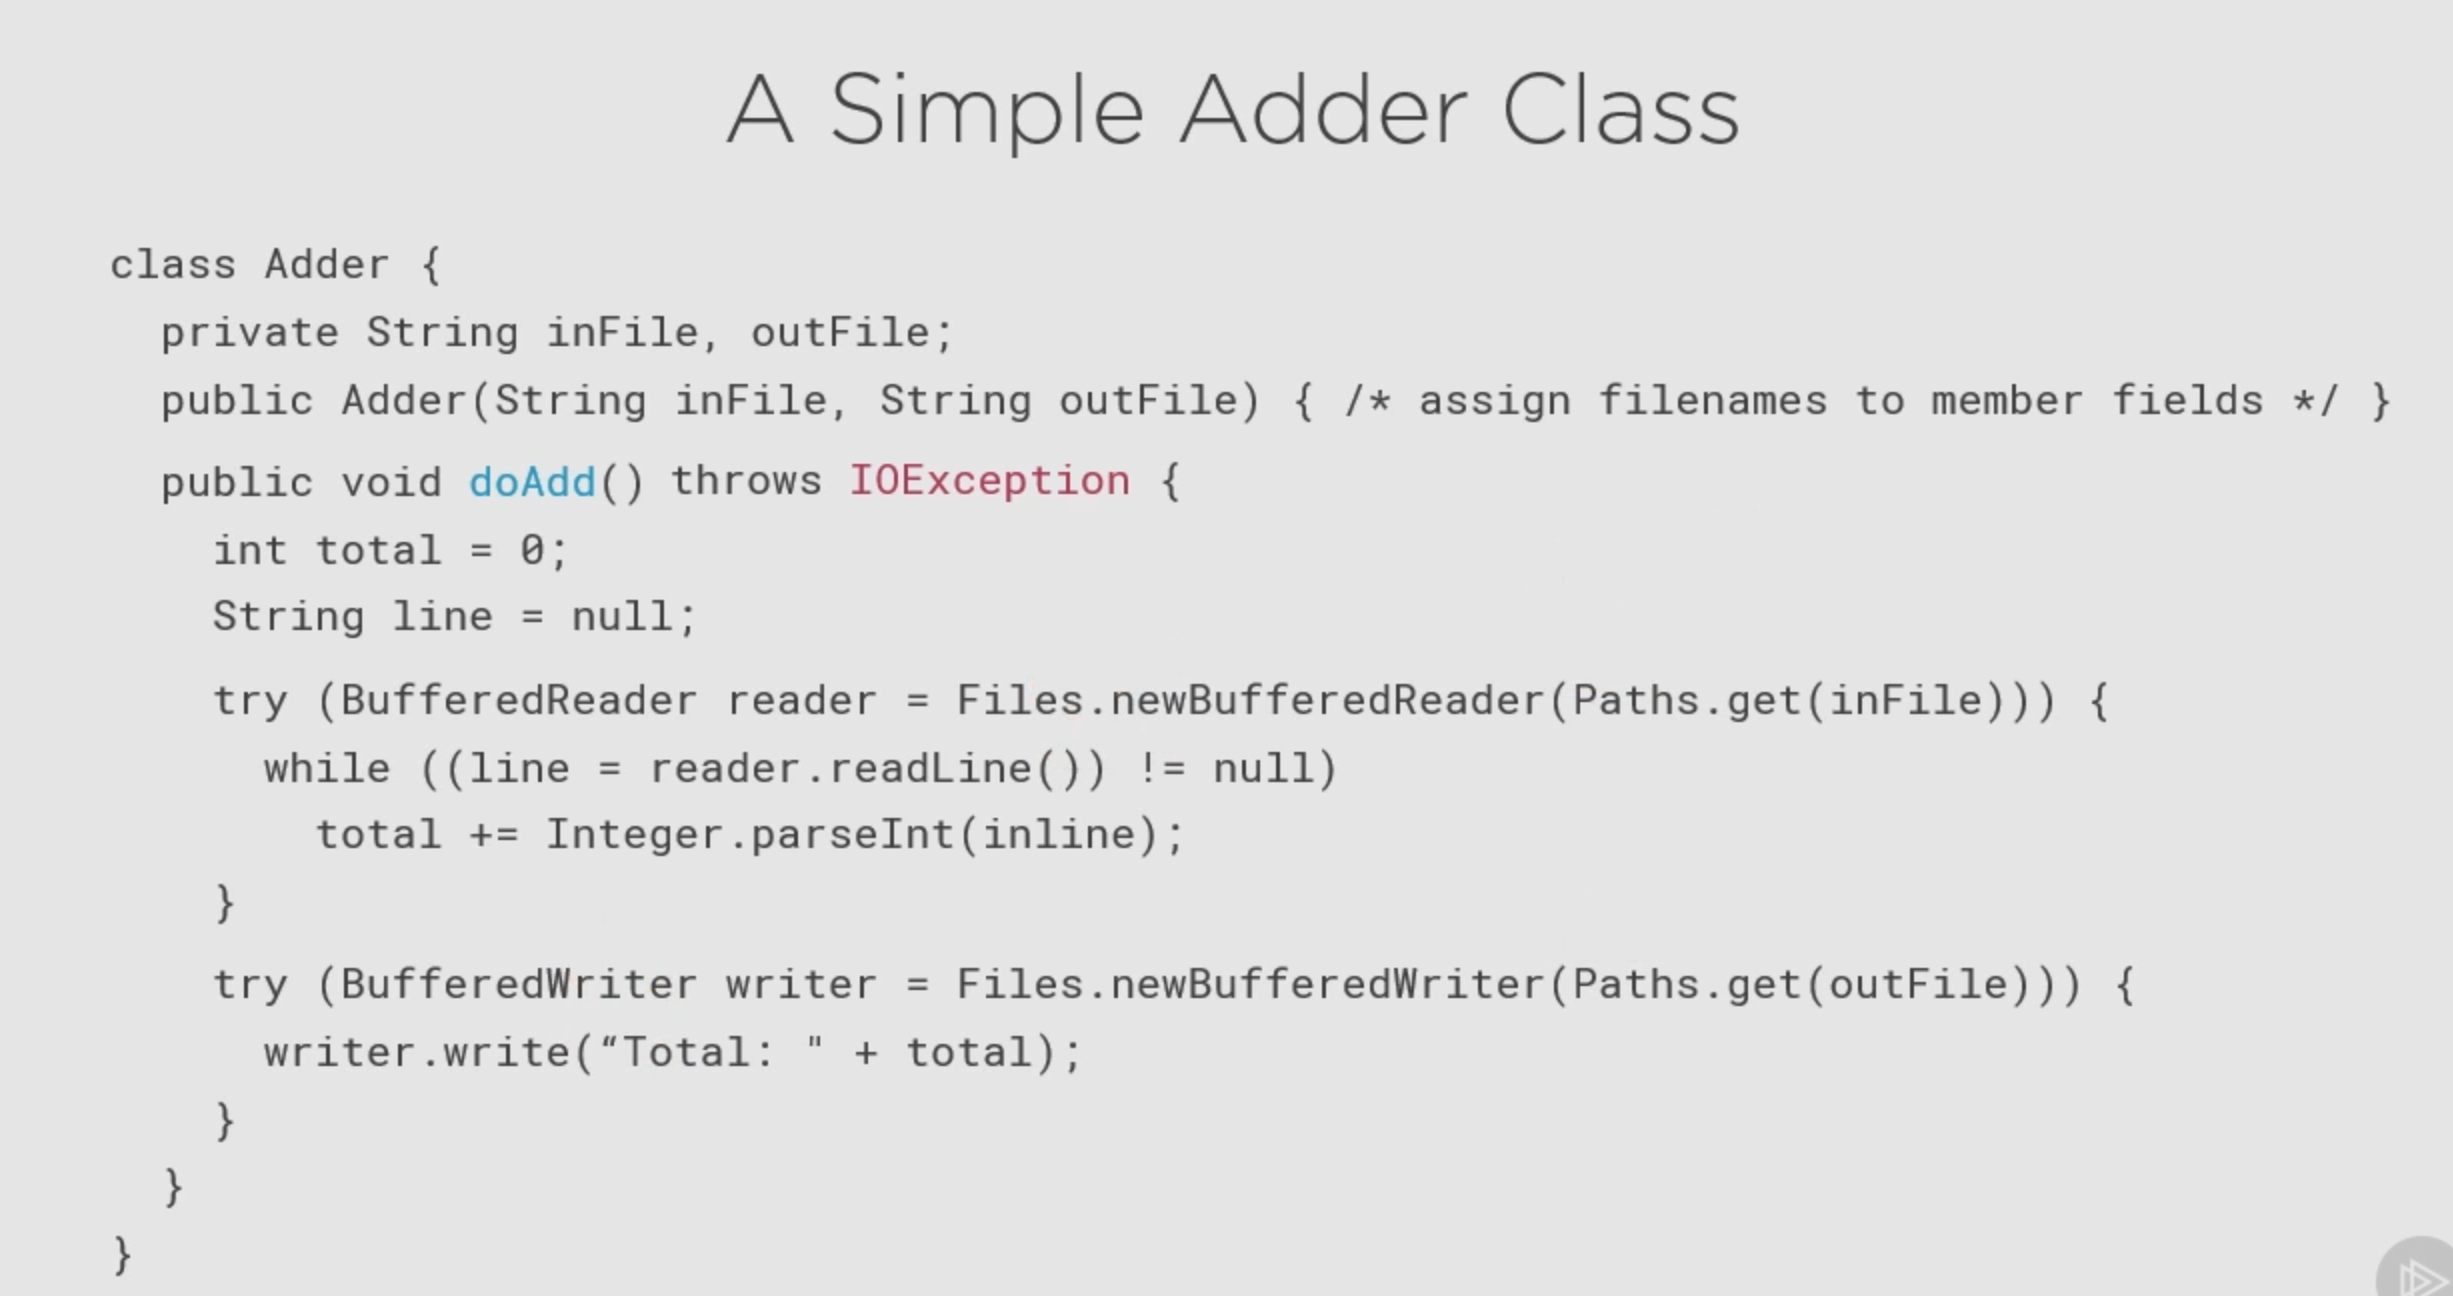 A Simple Adder Class
class Adder {
  private String inFile, outFile;
  public Adder(String inFile, String outFile) { /* assign filenames to member fields */ }
  public void doAdd() throws IOException {
    int total = 0;
    String line = null;
    try (BufferedReader reader = Files.newBufferedReader(Paths.get(inFile))) {
      while ((line = reader.readLine()) != null)
        total += Integer.parseInt(inline);
    }
    try (BufferedWriter writer = Files.newBufferedWriter(Paths.get(outFile))) {
      writer.write(“Total: " + total);
    }
  }
}